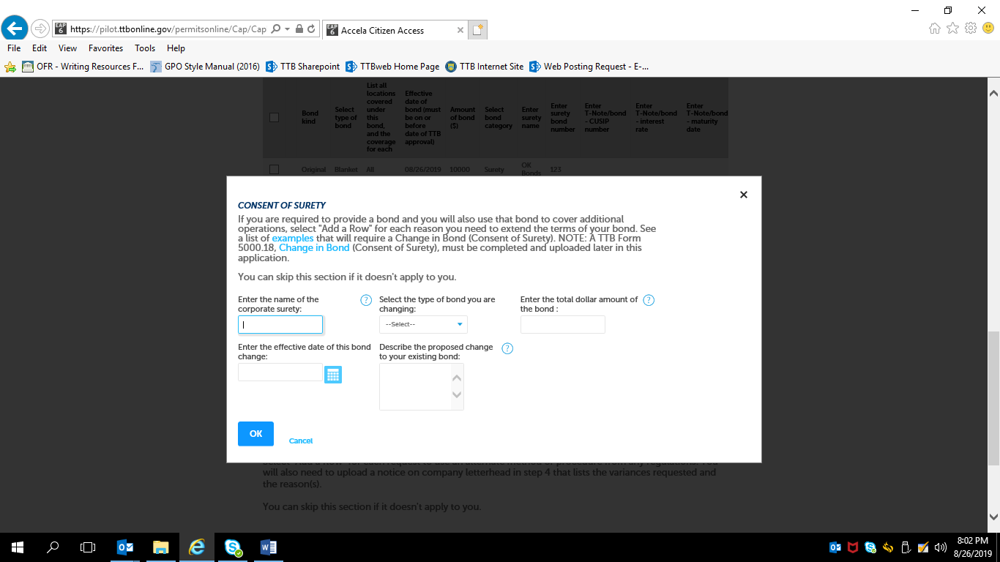 https://pilot.ttbonline.gov/permitsonline/Cap/Cap
Accela Citizen Access
File Edit View Favorites Tools Help
OFR - Writing Resources F... GPO Style Manual (2016) TTB Sharepoint TTBweb Home Page TTB Internet Site Web Posting Request - E-...
Bond kind
Select type of bond
List all locations covered under this bond, and the coverage for each
Effective date of bond (must be on or before date of TTB approval)
Amount of bond ($)
Select bond category
Enter surety name
Enter surety bond number
Enter T-Note/bond - CUSIP number
Enter T-Note/bond - interest rate
Enter T-Note/bond - maturity date
Original Blanket All 08/26/2019 10000 Surety OK Bonds 123
CONSENT OF SURETY
If you are required to provide a bond and you will also use that bond to cover additional
operations, select "Add a Row" for each reason you need to extend the terms of your bond. See
a list of examples that will require a Change in Bond (Consent of Surety). NOTE: A TTB Form
5000.18, Change in Bond (Consent of Surety), must be completed and uploaded later in this
application.
You can skip this section if it doesn't apply to you.
Enter the name of the
corporate surety:
?
Select the type of bond you are
changing:
--Select--
Enter the total dollar amount of
the bond :
?
Enter the effective date of this bond
change:
Describe the proposed change
to your existing bond:
?
OK
Cancel
will also need to upload a notice on company letterhead in step 4 that lists the variances requested and
the reason(s).
You can skip this section if it doesn't apply to you.
8:02 PM
8/26/2019